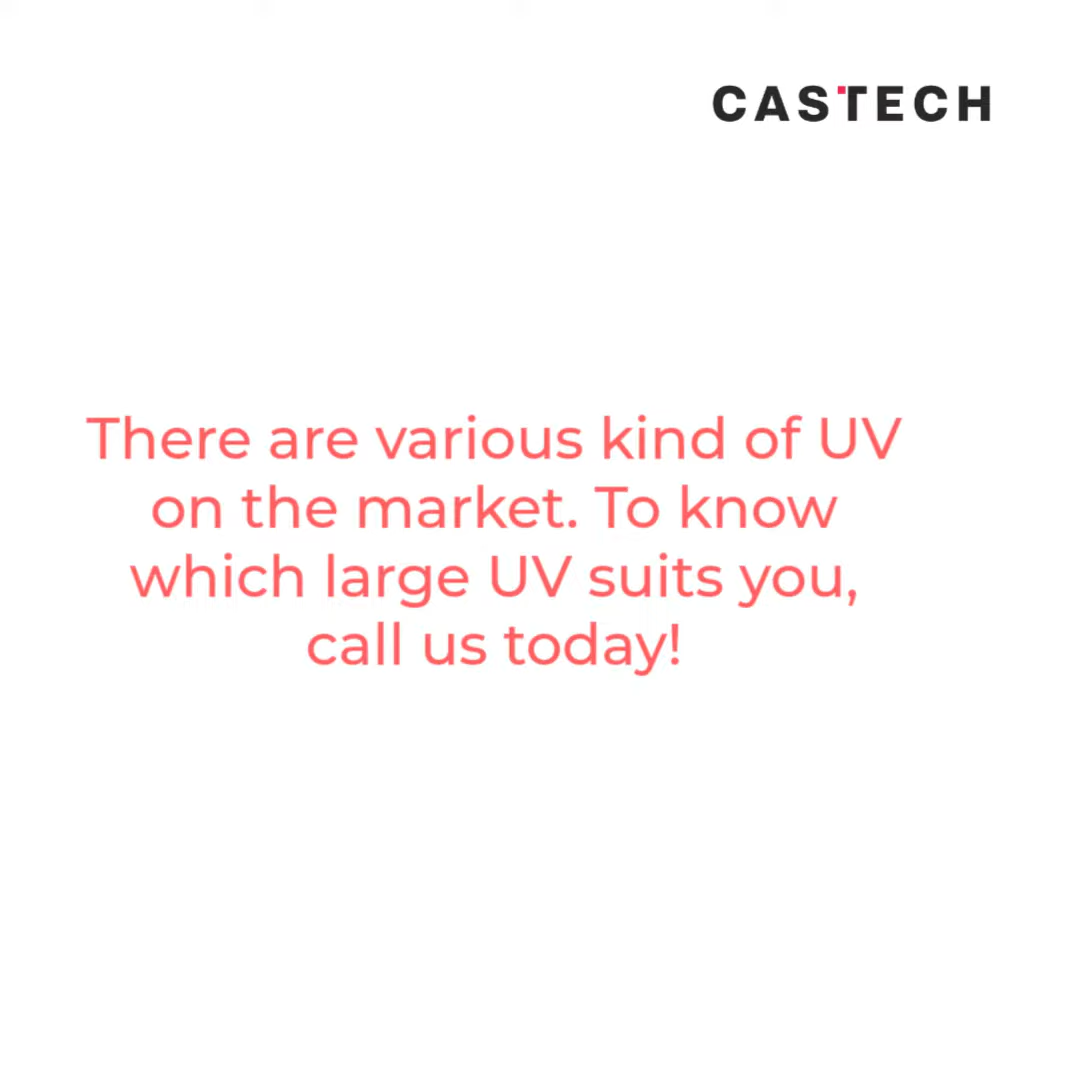 CASTECH
There are various kind of UV
on the market. To know
which large UV suits you,
call us today!